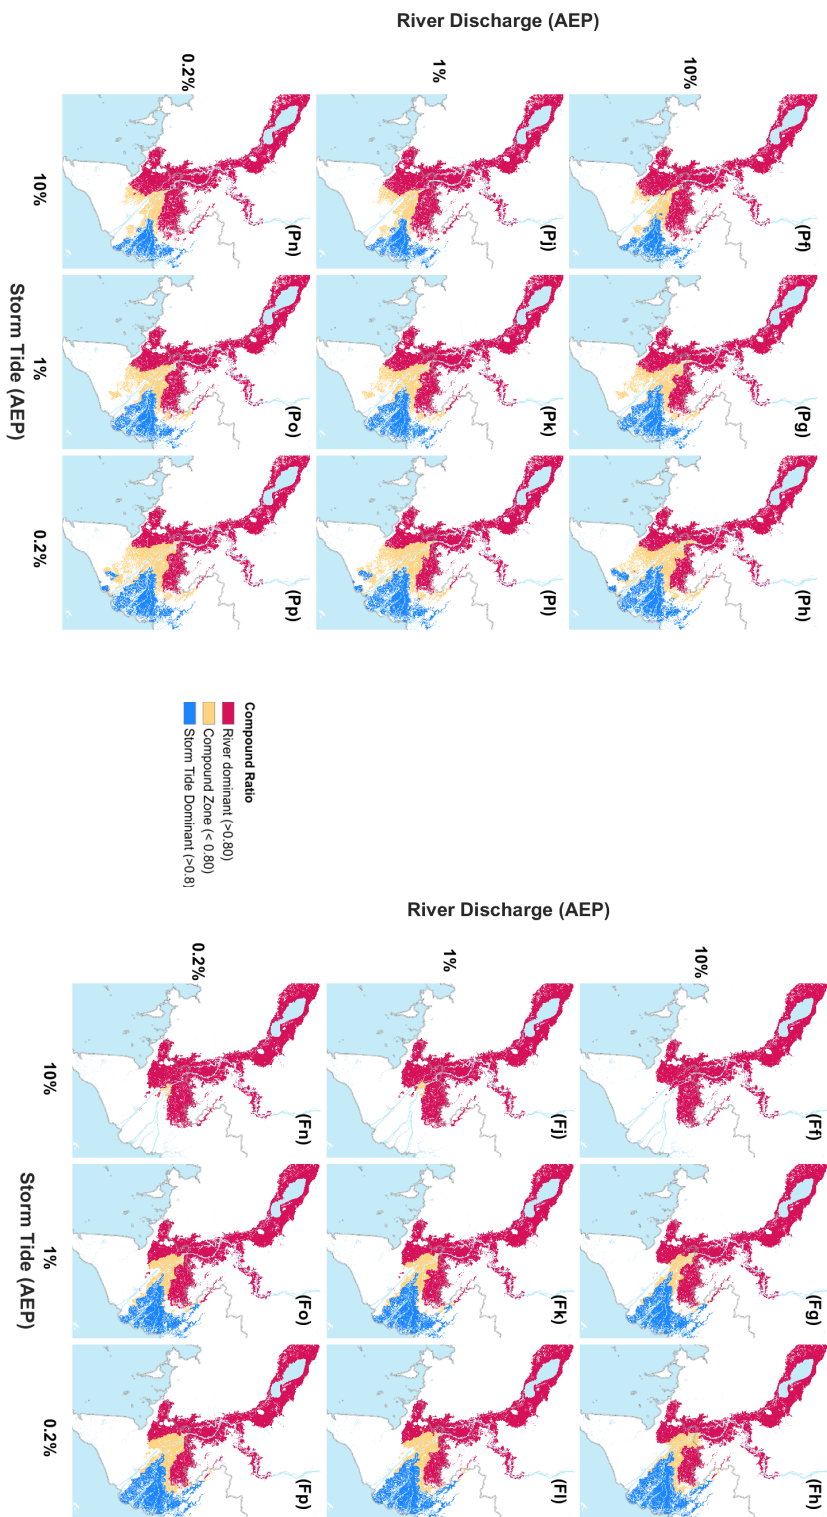 River Discharge (AEP)
10%
1%
0.2%
(Pf)
(Pg)
(Ph)
(Pj)
(Pk)
(Pl)
(Pn)
(Po)
(Pp)
10%
1%
0.2%
Storm Tide (AEP)
Compound Ratio
River dominant (>0.80)
Compound Zone (< 0.80)
Storm Tide Dominant (>0.8
River Discharge (AEP)
10%
1%
0.2%
(Ff)
(Fg)
(Fh)
(Fj)
(Fk)
(Fl)
(Fn)
(Fo)
(Fp)
10%
1%
0.2%
Storm Tide (AEP)